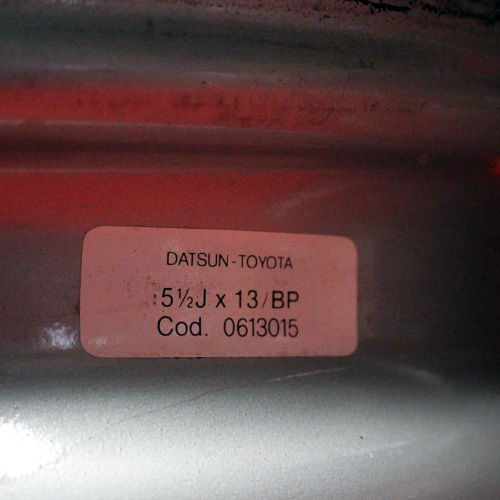 DATSUN-TOYOTA
5½J x 13/BP
Cod. 0613015